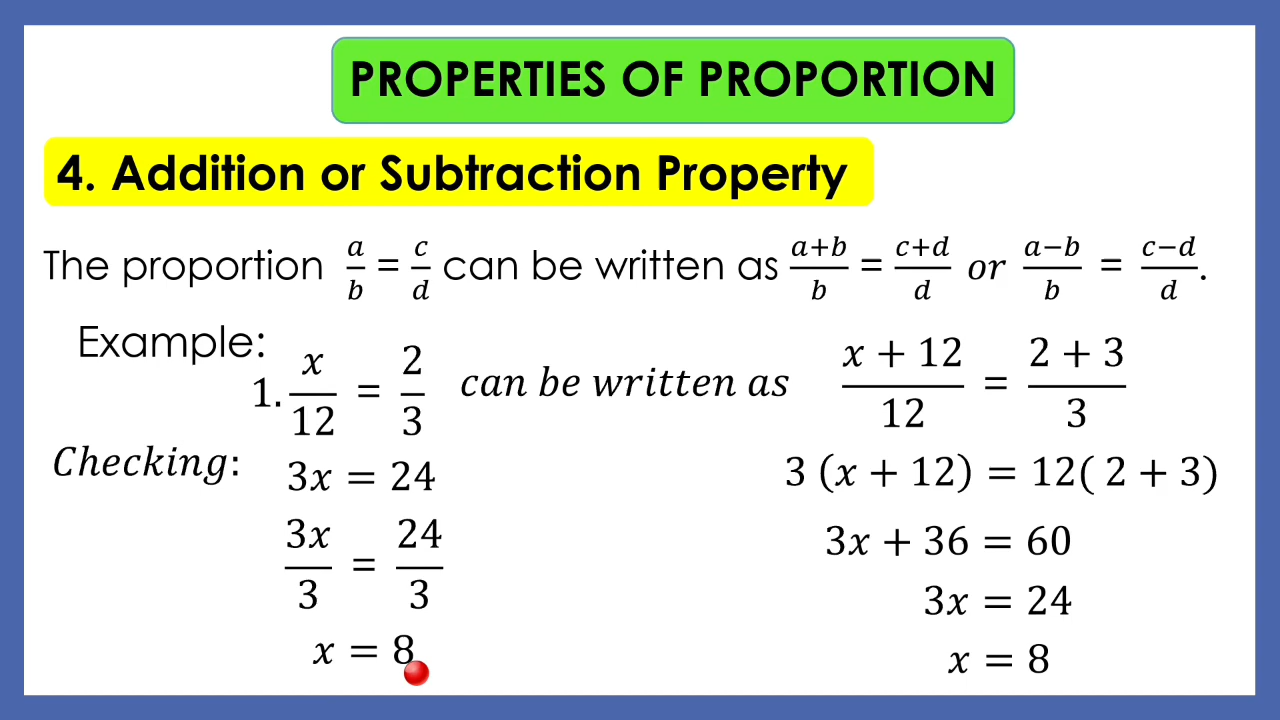 PROPERTIES OF PROPORTION
4. Addition or Subtraction Property
The proportion a/b = c/d can be written as a+b/b = c+d/d or a−b/b = c−d/d.
Example:
1. x/12 = 2/3 can be written as x + 12/12 = 2 + 3/3
Checking: 3x = 24
3 (x + 12) = 12( 2 + 3)
3x/3 = 24/3
3x + 36 = 60
3x = 24
x = 8
x = 8